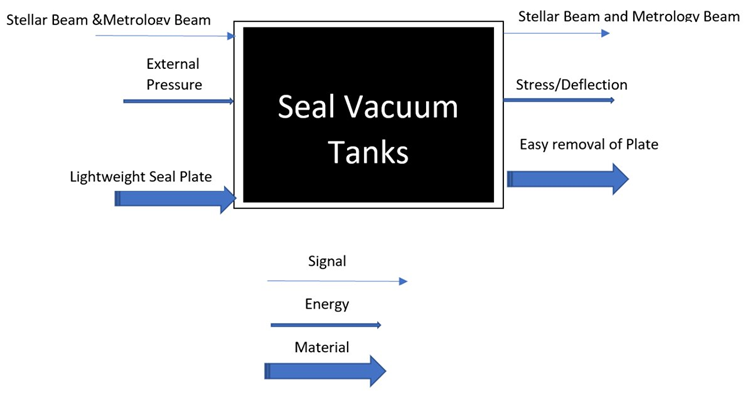 Stellar Beam &Metrology Beam
Stellar Beam and Metrology Beam
External
Pressure
Stress/Deflection
Seal Vacuum
Tanks
Easy removal of Plate
Lightweight Seal Plate
Signal
Energy
Material